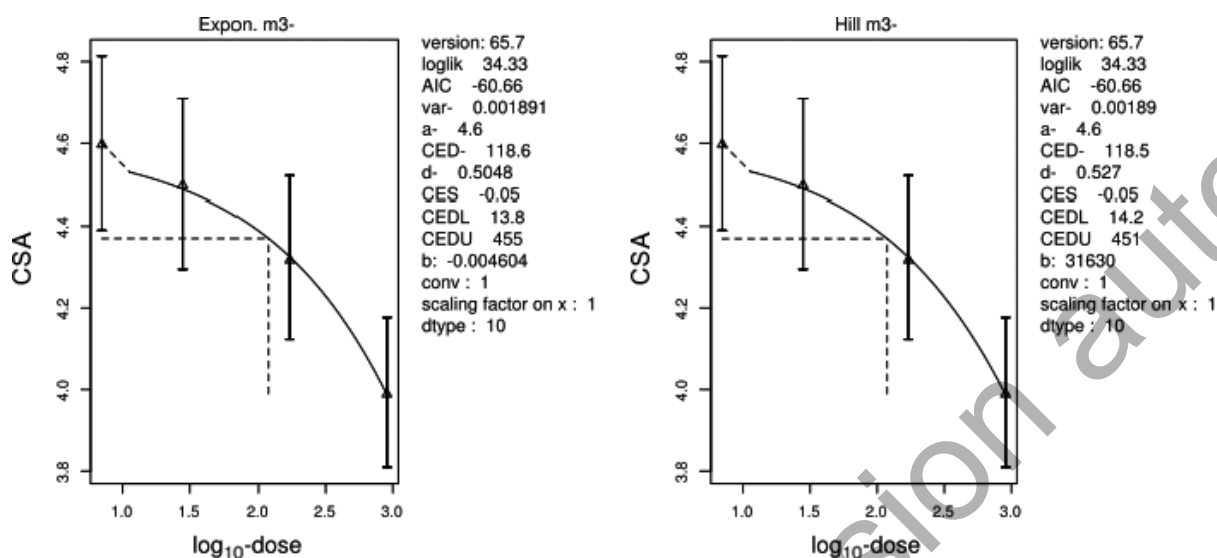 Expon. m3-
version: 65.7
loglik 34.33
AIC -60.66
var- 0.001891
a- 4.6
CED- 118.6
d- 0.5048
CES -0.05
CEDL 13.8
CEDU 455
b: -0.004604
conv : 1
scaling factor on x : 1
dtype : 10
CSA
4.8
4.6
4.4
4.2
4.0
3.8
1.0 1.5 2.0 2.5 3.0
log10-dose
Hill m3-
version: 65.7
loglik 34.33
AIC -60.66
var- 0.00189
a- 4.6
CED- 118.5
d- 0.527
CES -0.05
CEDL 14.2
CEDU 451
b: 31630
conv : 1
scaling factor on x : 1
dtype : 10
CSA
4.8
4.6
4.4
4.2
4.0
3.8
1.0 1.5 2.0 2.5 3.0
log10-dose